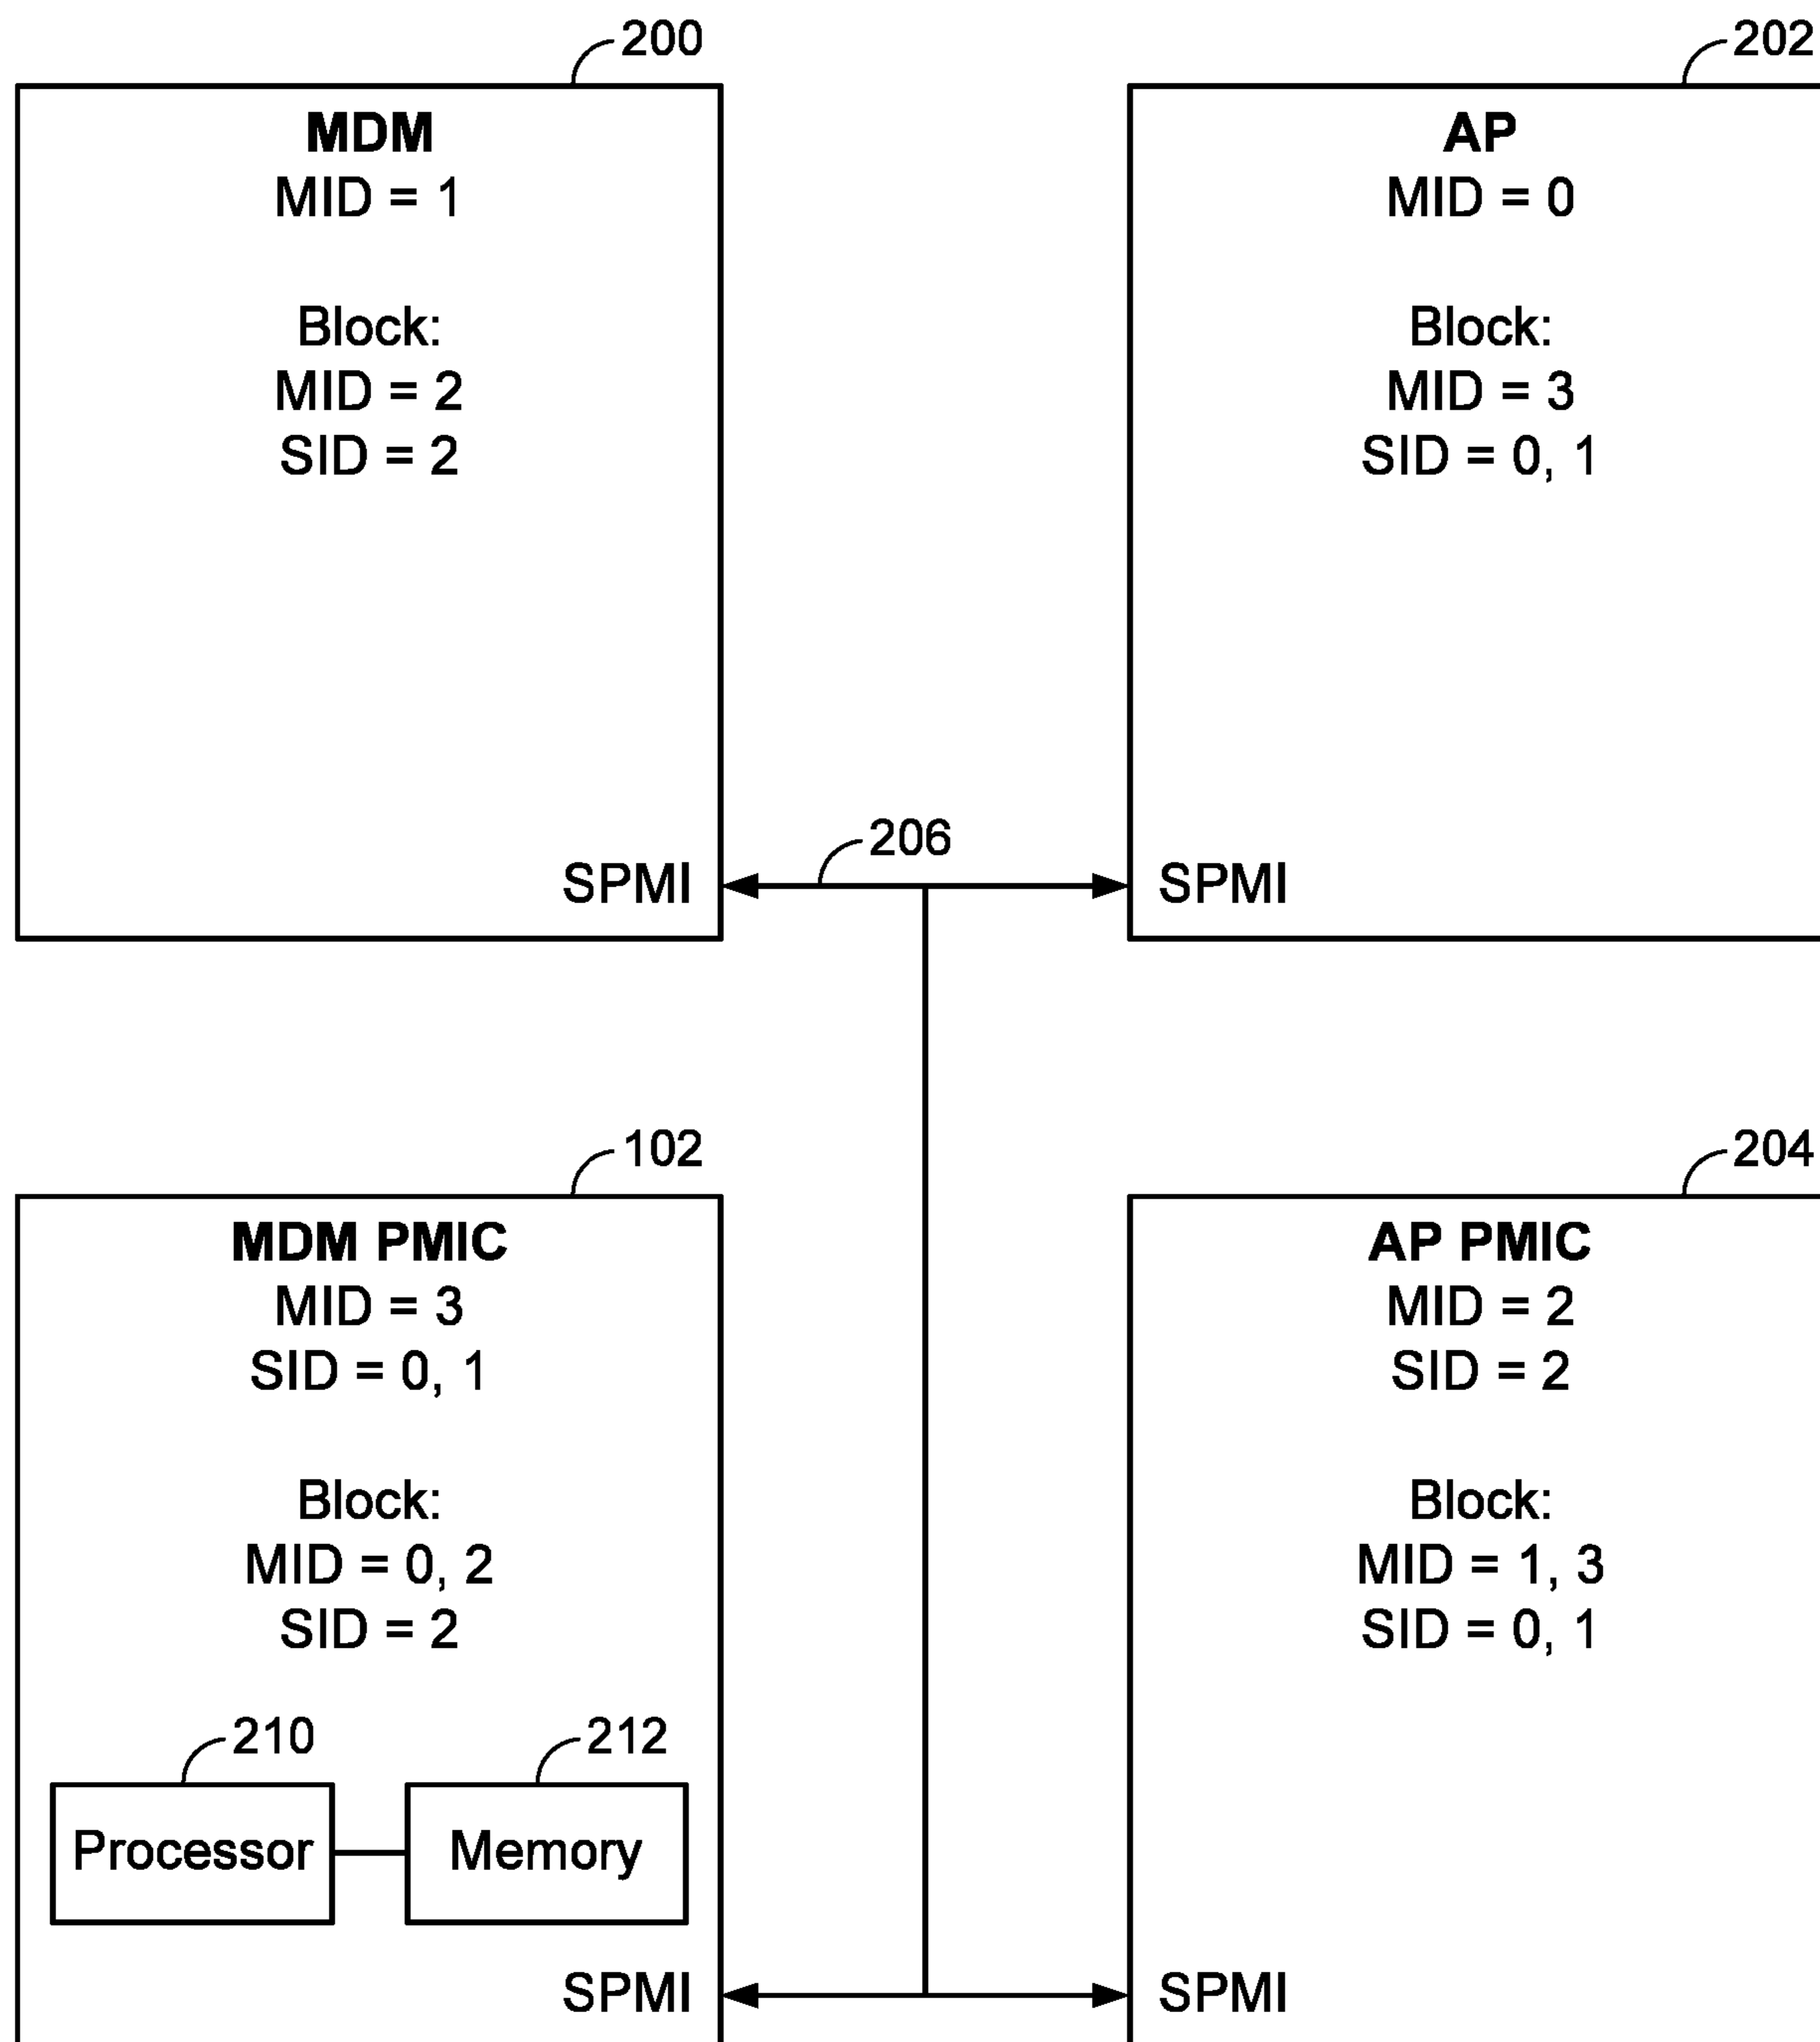 200
MDM
MID = 1
Block:
MID = 2
SID = 2
SPMI
202
AP
MID = 0
Block:
MID = 3
SID = 0, 1
SPMI
206
102
MDM PMIC
MID = 3
SID = 0, 1
Block:
MID = 0, 2
SID = 2
210
Processor
212
Memory
SPMI
204
AP PMIC
MID = 2
SID = 2
Block:
MID = 1, 3
SID = 0, 1
SPMI